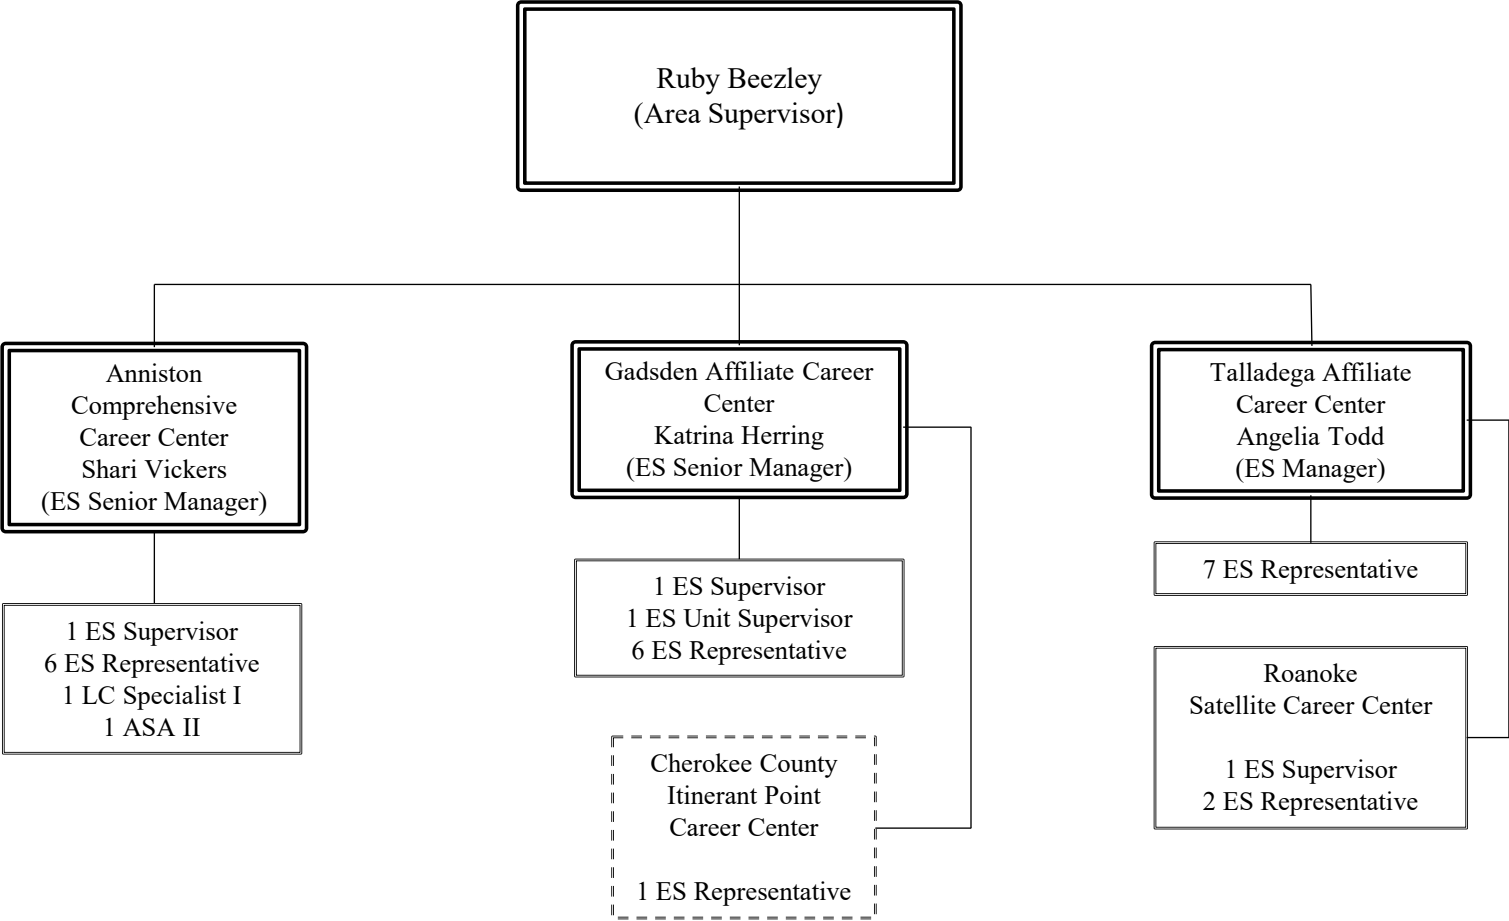 Ruby Beezley
(Area Supervisor)
Anniston
Comprehensive
Career Center
Shari Vickers
(ES Senior Manager)
1 ES Supervisor
6 ES Representative
1 LC Specialist I
1 ASA II
Gadsden Affiliate Career
Center
Katrina Herring
(ES Senior Manager)
1 ES Supervisor
1 ES Unit Supervisor
6 ES Representative
Cherokee County
Itinerant Point
Career Center
1 ES Representative
Talladega Affiliate
Career Center
Angelia Todd
(ES Manager)
7 ES Representative
Roanoke
Satellite Career Center
1 ES Supervisor
2 ES Representative